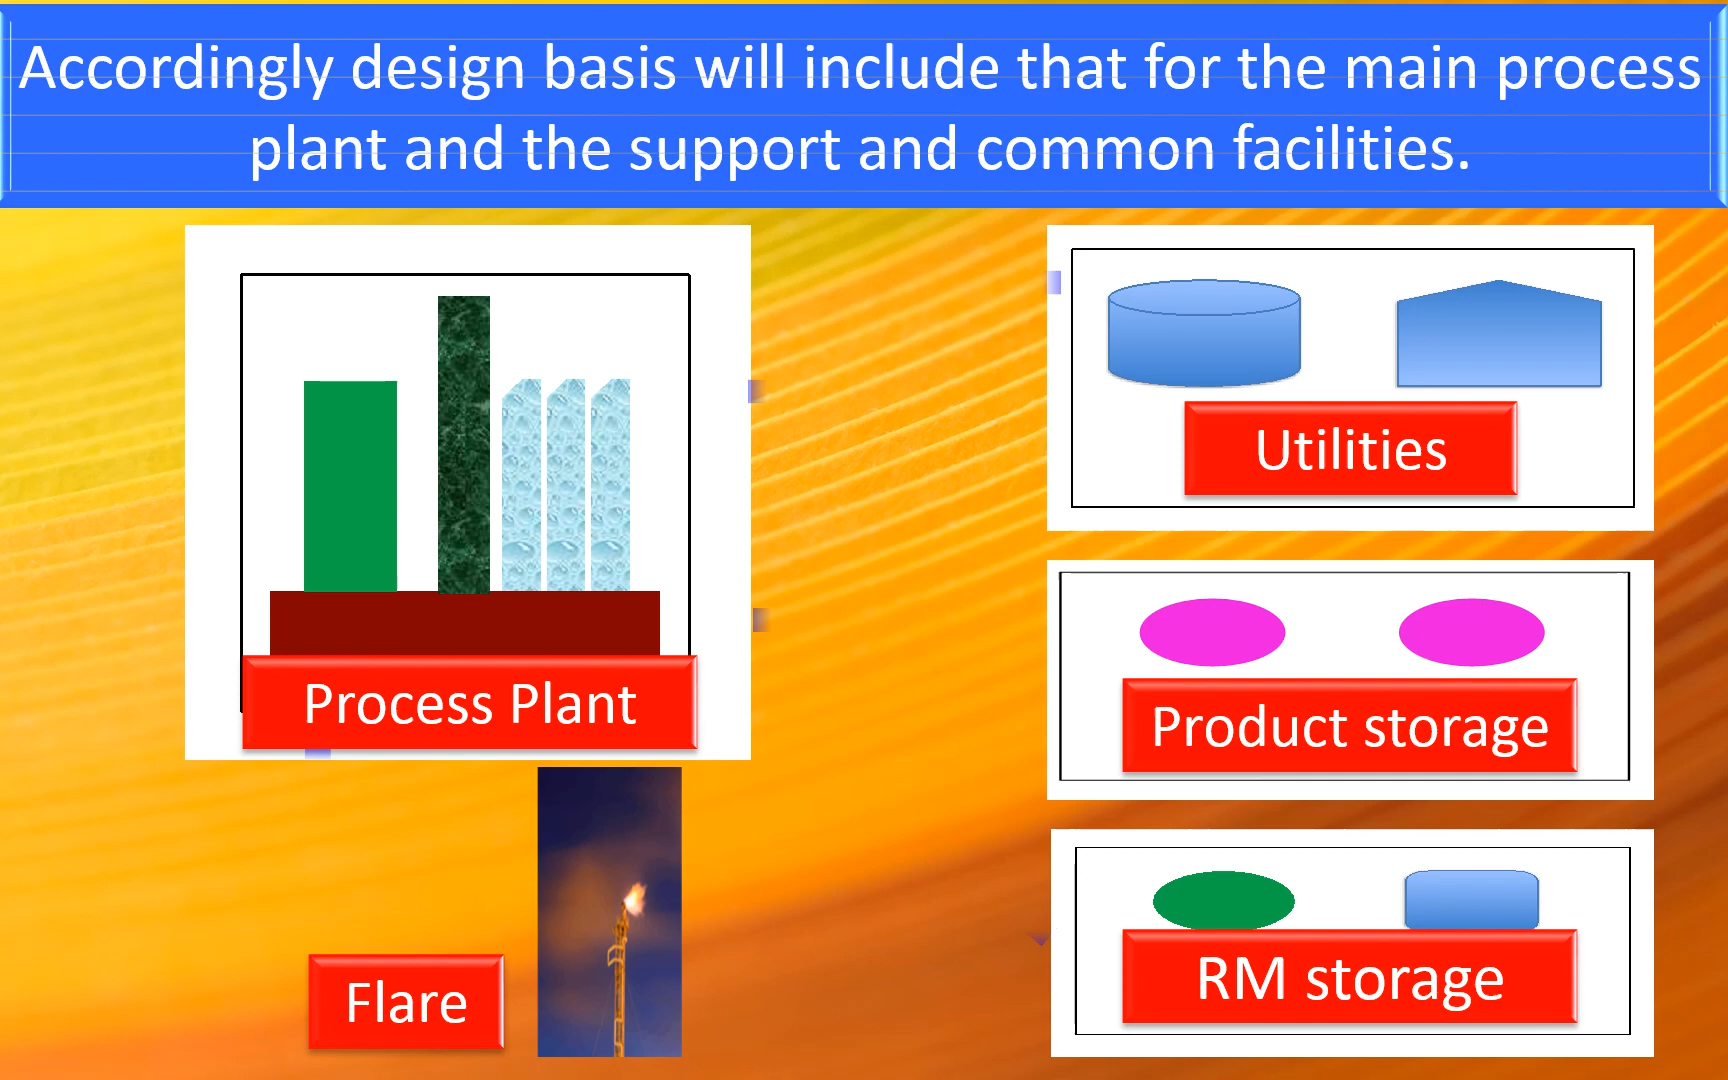 Accordingly design basis will include that for the main process
plant and the support and common facilities.
Process Plant
Flare
Utilities
Product storage
RM storage